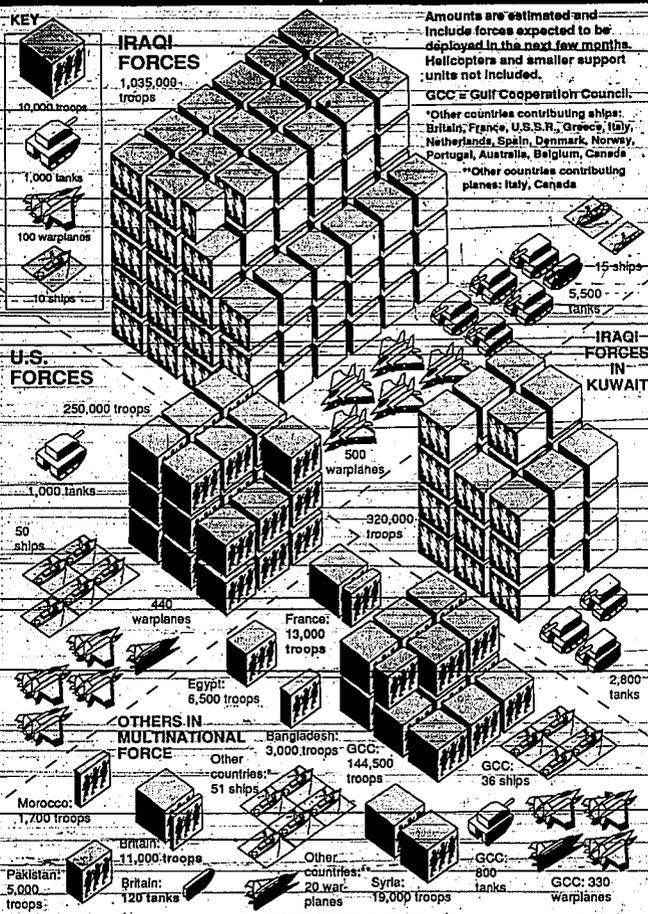 KEY
10,000 troops
1,000 tanks
100 warplanes
10 ships
IRAQI
FORCES
1,035,000
troops
Amounts are estimated and
include forces expected to be
deployed in the next few months.
Helicopters and smaller support
units not included.
GCC = Gulf Cooperation Council.
*Other countries contributing ships:
Britain, France, U.S.S.R., Greece, Italy,
Netherlands, Spain, Denmark, Norway,
Portugal, Australia, Belgium, Canada
**Other countries contributing
planes: Italy, Canada
15 ships
5,500
tanks
500
warplanes
IRAQI
FORCES
IN
KUWAIT
320,000
troops
2,800
tanks
U.S.
FORCES
250,000 troops
1,000 tanks
50
ships
440
warplanes
OTHERS IN
MULTINATIONAL
FORCE
France:
13,000
troops
Egypt:
6,500 troops
Bangladesh:
3,000 troops
GCC:
144,500
troops
GCC:
36 ships
Morocco:
1,700 troops
Other
countries:*
51 ships
Britain:
11,000 troops
Pakistan:
5,000
troops
Britain:
120 tanks
Other
countries:**
20 war-
planes
Syria:
19,000 troops
GCC:
800
tanks
GCC: 330
warplanes